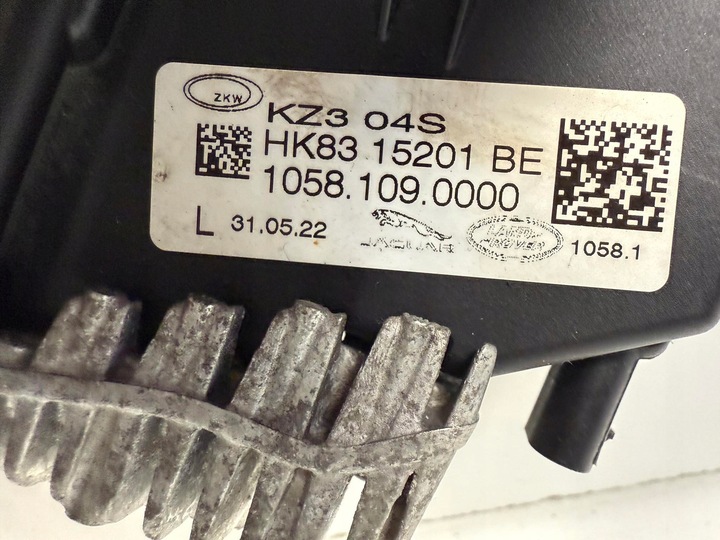 ZKW
KZ3 04S
HK83 15201 BE
1058.109.0000
L 31.05.22
JAGUAR
LAND
ROVER
1058.1